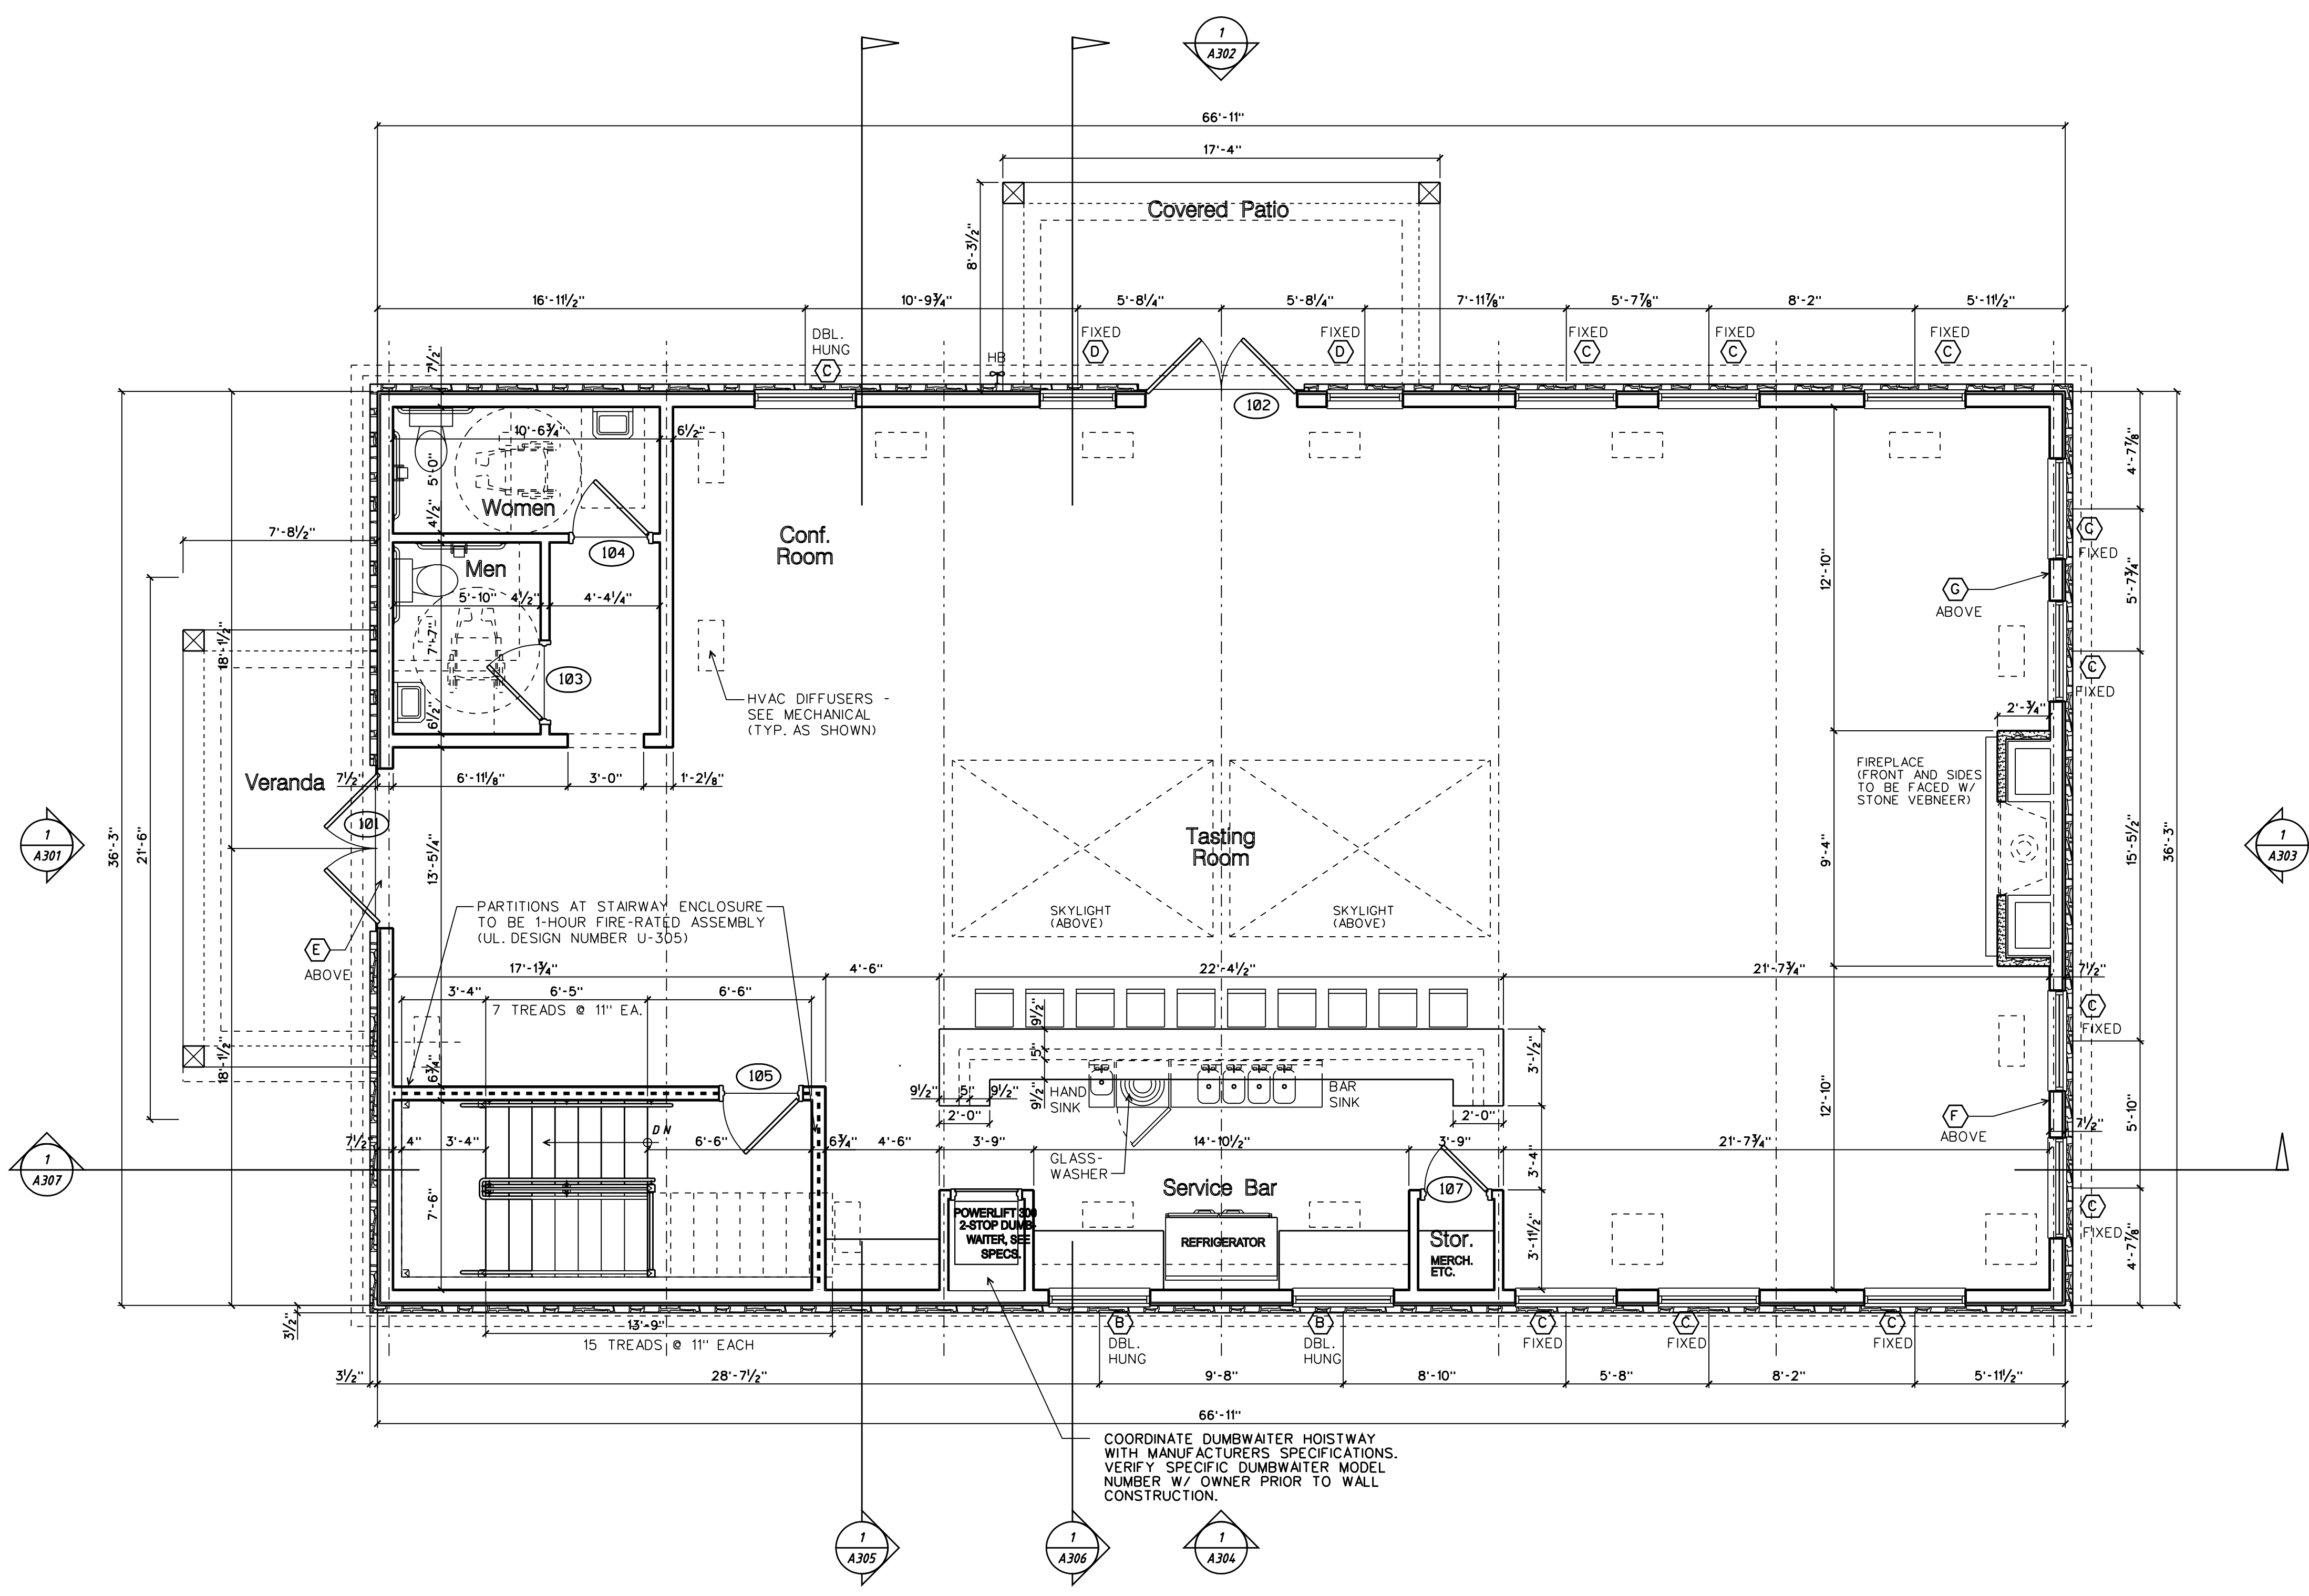 1
A302
66'-11"
17'-4"
Covered Patio
8'-3½"
16'-11½"
10'-9¾"
5'-8¼"
5'-8¼"
7'-11⅞"
5'-7⅞"
8'-2"
5'-11½"
DBL.
HUNG
C
HB
FIXED
D
FIXED
D
FIXED
C
FIXED
C
FIXED
C
7½"
102
10'-6¾"
6½"
5'-0"
Women
4½"
104
Conf.
Room
Men
5'-10"
4½"
4'-4¼"
7'-7"
103
6½"
HVAC DIFFUSERS -
SEE MECHANICAL
(TYP. AS SHOWN)
7½"
6'-11⅛"
3'-0"
1'-2⅛"
7'-8½"
18'-1½"
Veranda
101
36'-3"
21'-6"
1
A301
13'-5¼"
E
ABOVE
18'-1½"
12'-10"
4'-7⅞"
C
FIXED
5'-7¾"
G
ABOVE
C
FIXED
2'-¾"
FIREPLACE
(FRONT AND SIDES
TO BE FACED W/
STONE VEBNEER)
9'-4"
15'-5½"
36'-3"
1
A303
Tasting
Room
SKYLIGHT
(ABOVE)
SKYLIGHT
(ABOVE)
PARTITIONS AT STAIRWAY ENCLOSURE
TO BE 1-HOUR FIRE-RATED ASSEMBLY
(UL. DESIGN NUMBER U-305)
17'-1¾"
4'-6"
22'-4½"
21'-7¾"
7½"
3'-4"
6'-5"
6'-6"
7 TREADS @ 11" EA.
9½"
5"
9½"
C
FIXED
3'-½"
6¾"
105
9½"
5"
9½"
HAND
SINK
BAR
SINK
2'-0"
2'-0"
12'-10"
F
ABOVE
5'-10"
7½"
DN
7½"
4"
3'-4"
6'-6"
6¾"
4'-6"
3'-9"
14'-10½"
3'-9"
21'-7¾"
3'-4"
GLASS-
WASHER
1
A307
7'-6"
Service Bar
107
POWERLIFT 300
2-STOP DUMB-
WAITER, SEE
SPECS.
REFRIGERATOR
Stor.
MERCH.
ETC.
3'-11½"
C
FIXED
4'-7⅞"
3½"
13'-9"
15 TREADS @ 11" EACH
B
DBL.
HUNG
B
DBL.
HUNG
C
FIXED
C
FIXED
C
FIXED
3½"
28'-7½"
9'-8"
8'-10"
5'-8"
8'-2"
5'-11½"
66'-11"
COORDINATE DUMBWAITER HOISTWAY
WITH MANUFACTURERS SPECIFICATIONS.
VERIFY SPECIFIC DUMBWAITER MODEL
NUMBER W/ OWNER PRIOR TO WALL
CONSTRUCTION.
1
A305
1
A306
1
A304